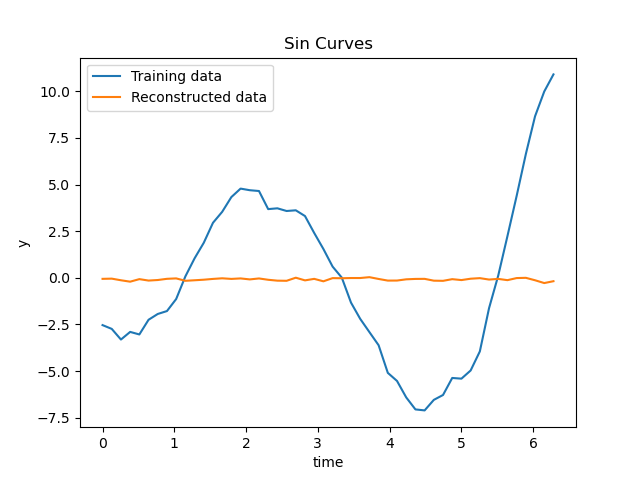 Sin Curves
Training data
Reconstructed data
10.0
7.5
5.0
2.5
0.0
−2.5
−5.0
−7.5
y
0 1 2 3 4 5 6
time